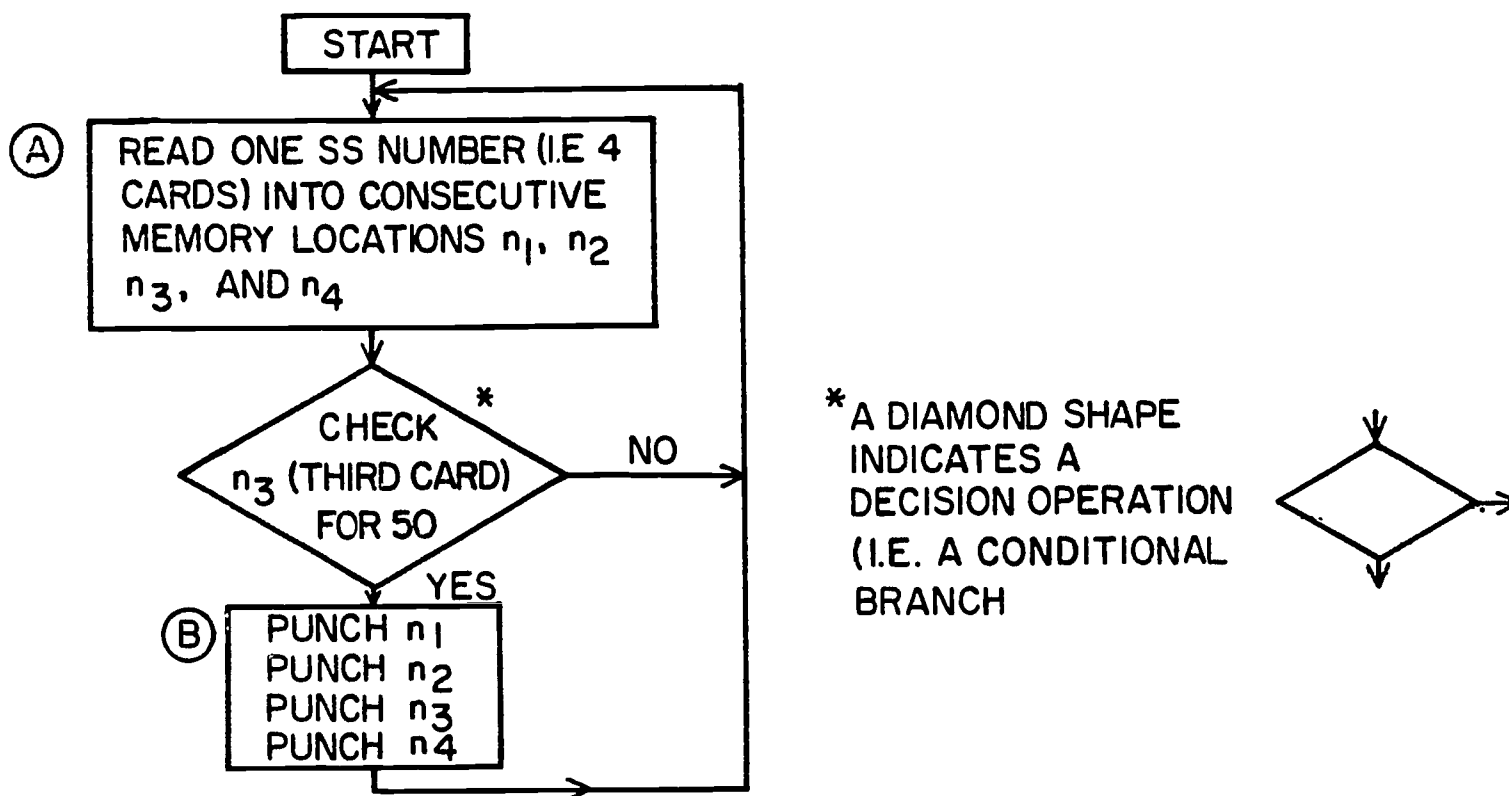 START
A
READ ONE SS NUMBER (I.E 4
CARDS) INTO CONSECUTIVE
MEMORY LOCATIONS n₁, n₂
n₃, AND n₄
*
CHECK
n₃ (THIRD CARD)
FOR 50
NO
YES
B
PUNCH n₁
PUNCH n₂
PUNCH n₃
PUNCH n₄
* A DIAMOND SHAPE
INDICATES A
DECISION OPERATION
(I.E. A CONDITIONAL
BRANCH